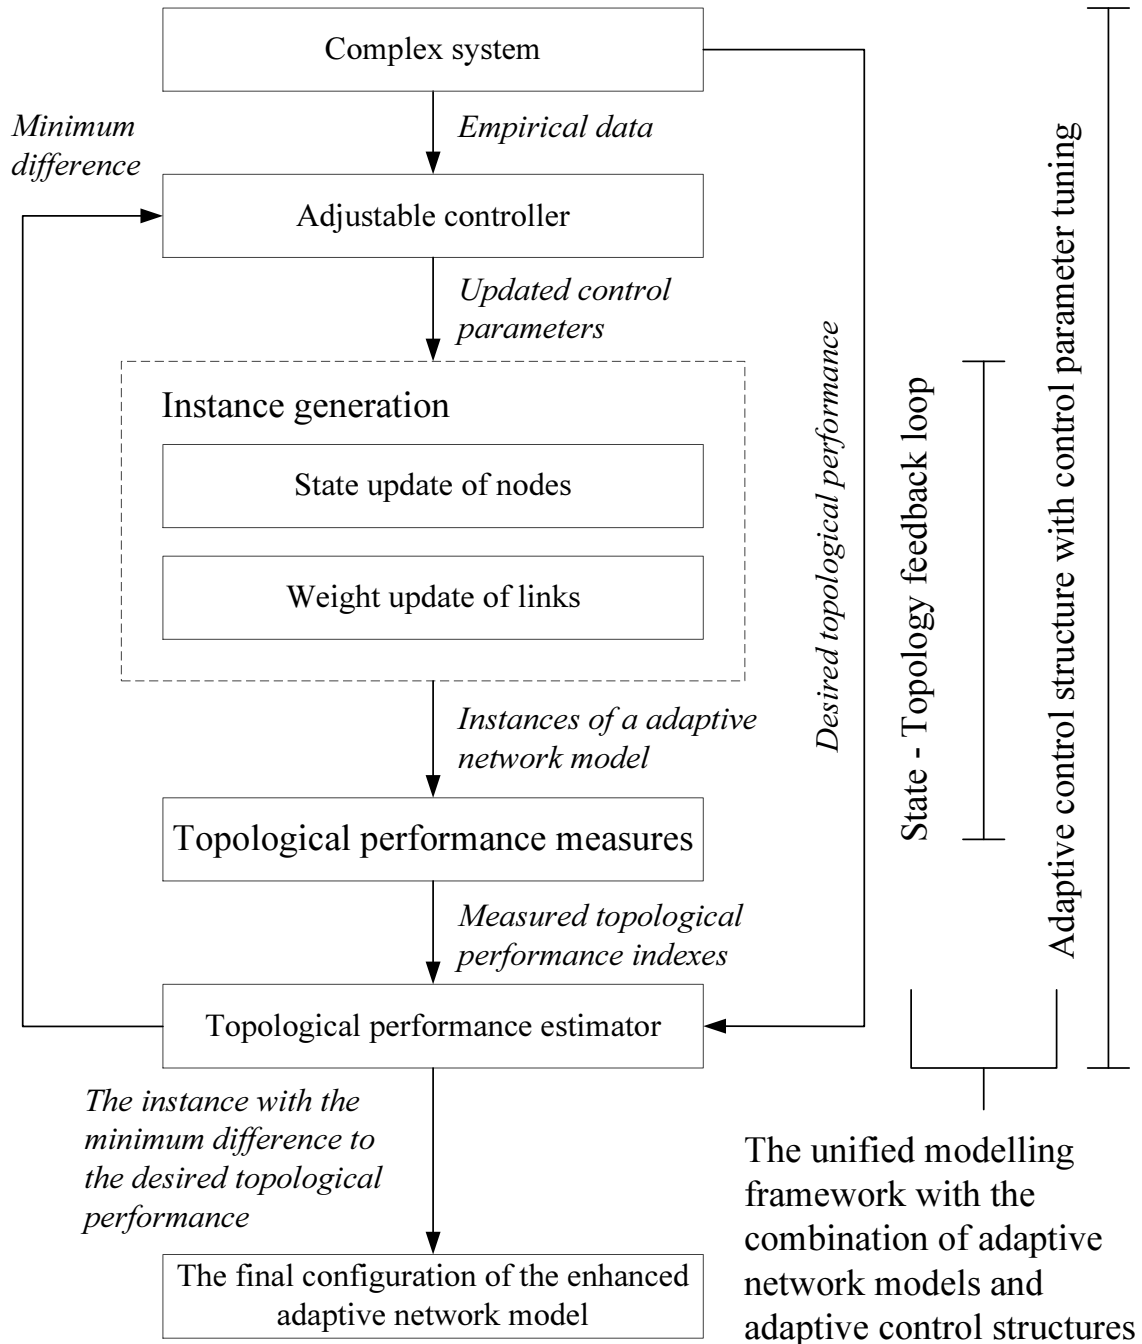 Complex system
Minimum
difference
Empirical data
Adjustable controller
Updated control
parameters
Instance generation
State update of nodes
Weight update of links
Instances of a adaptive
network model
Topological performance measures
Measured topological
performance indexes
Topological performance estimator
The instance with the
minimum difference to
the desired topological
performance
The final configuration of the enhanced
adaptive network model
Desired topological performance
State - Topology feedback loop
Adaptive control structure with control parameter tuning
The unified modelling
framework with the
combination of adaptive
network models and
adaptive control structures